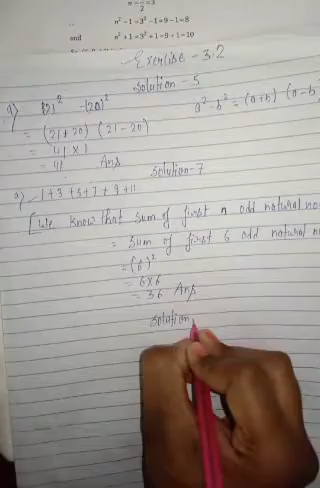 n/2 = 3
n² - 1 = 3² - 1 = 9 - 1 = 8
and n² + 1 = 3² + 1 = 9 + 1 = 10
Exercise - 3.2
Solution - 5
a) (21)² - (20)² a² - b² = (a+b) (a-b
= (21 + 20) (21 - 20)
= 41 × 1
= 41 Ans
Solution - 7
a) 1 + 3 + 5 + 7 + 9 + 11
[We know that sum of first n odd natural no
= Sum of first 6 odd natural
= (6)²
= 6×6
= 36 Ans
Solution